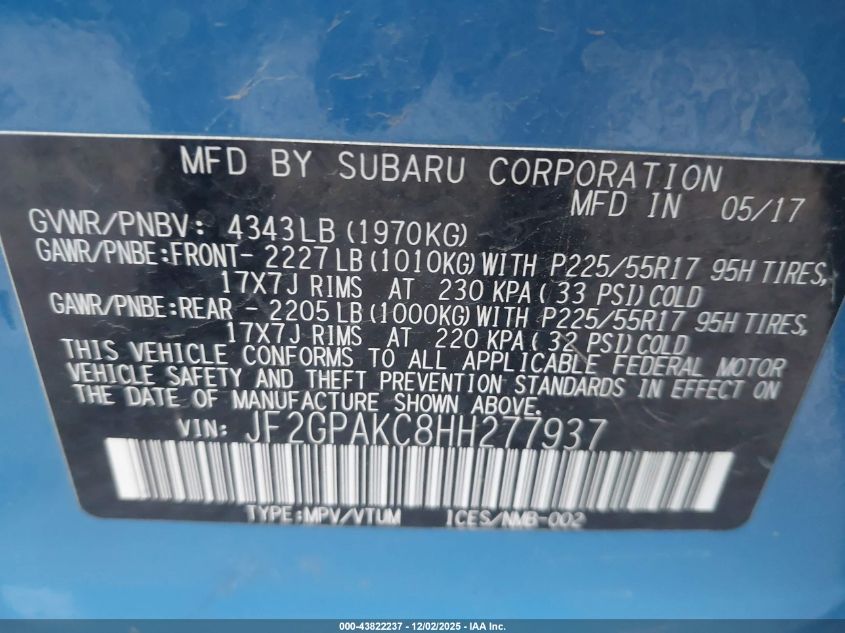 MFD BY SUBARU CORPORATION
MFD IN 05/17
GVWR/PNBV: 4343LB (1970KG)
GAWR/PNBE:FRONT- 2227LB (1010KG) WITH P225/55R17 95H TIRES,
17X7J RIMS AT 230 KPA ( 33 PSI) COLD
GAWR/PNBE:REAR - 2205LB (1000KG) WITH P225/55R17 95H TIRES,
17X7J RIMS AT 220 KPA ( 32 PSI) COLD
THIS VEHICLE CONFORMS TO ALL APPLICABLE FEDERAL MOTOR
VEHICLE SAFETY AND THEFT PREVENTION STANDARDS IN EFFECT ON
THE DATE OF MANUFACTURE SHOWN ABOVE.
VIN: JF2GPAKC8HH277937
TYPE:MPV/VTUM ICES/NMB-002
000-43822237 - 12/02/2025 - IAA Inc.